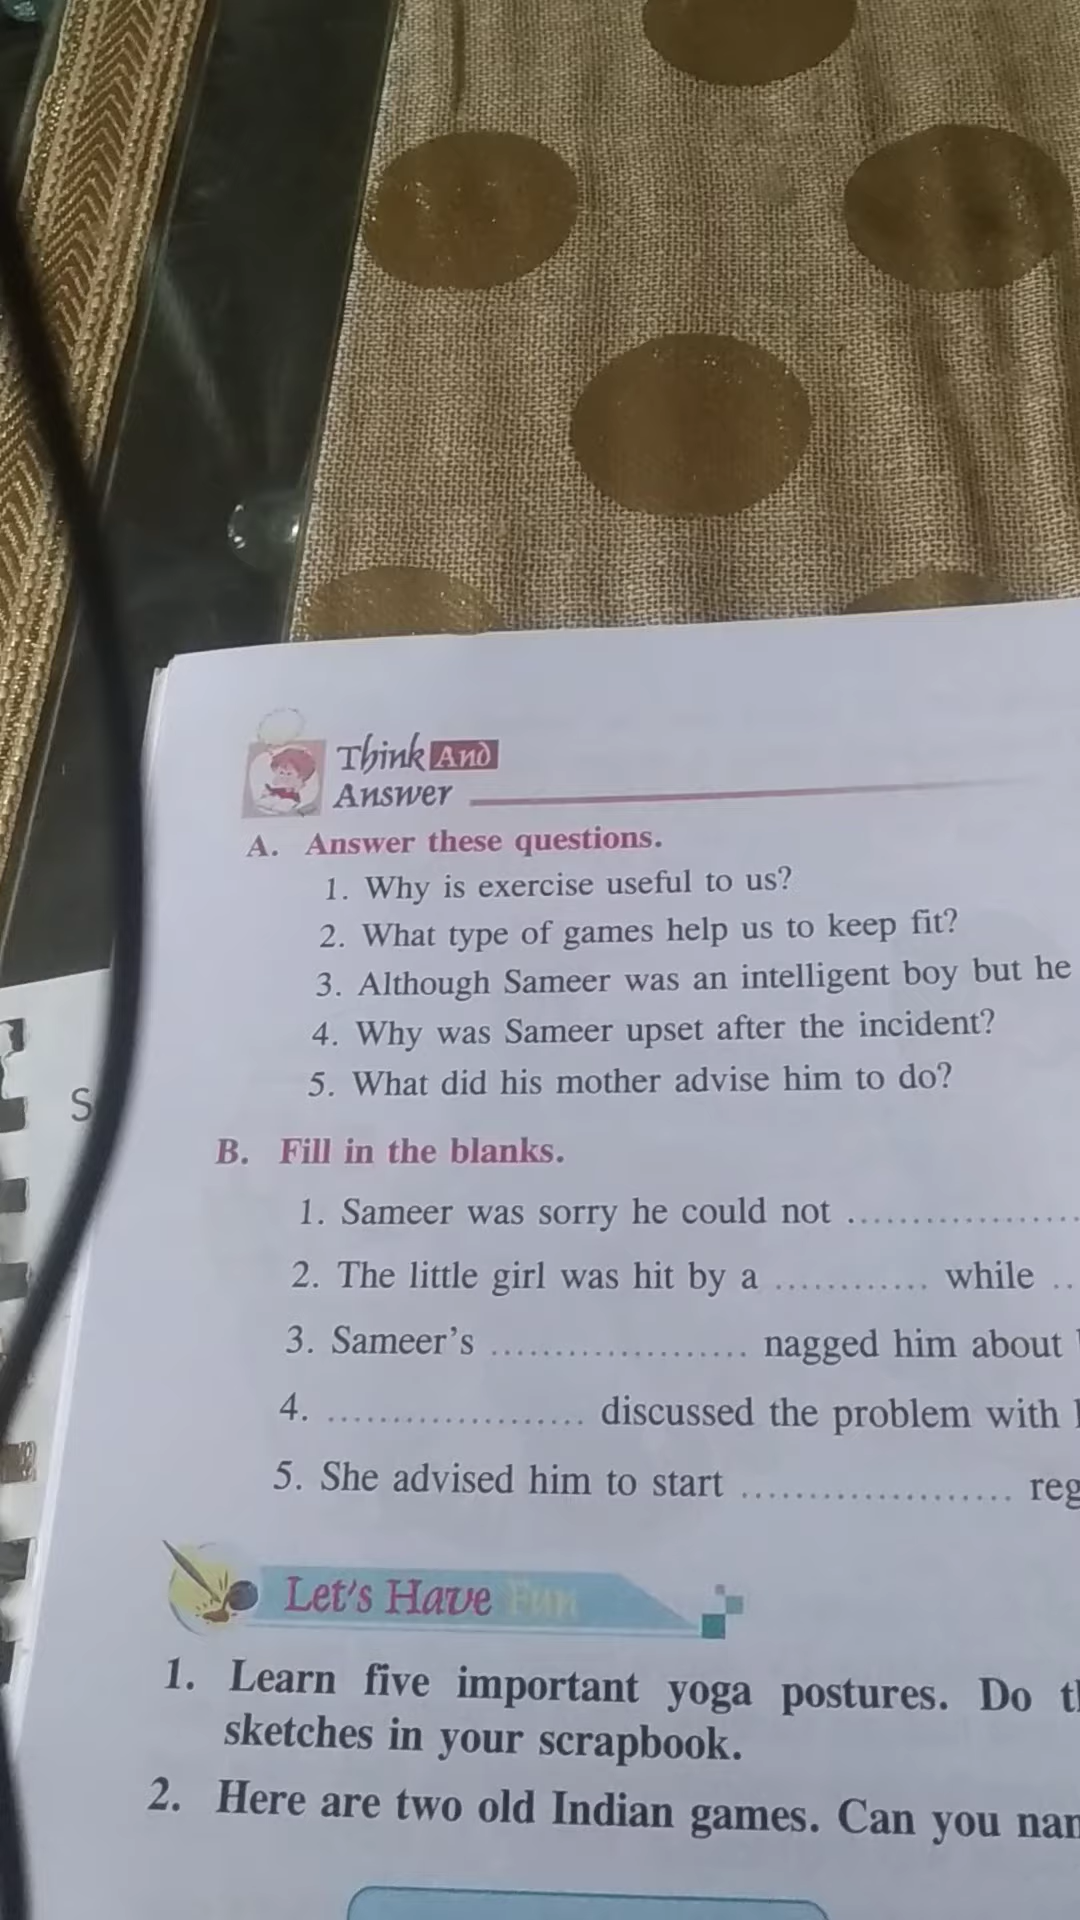 Think And
Answer
A. Answer these questions.
1. Why is exercise useful to us?
2. What type of games help us to keep fit?
3. Although Sameer was an intelligent boy but he
4. Why was Sameer upset after the incident?
5. What did his mother advise him to do?
S
B. Fill in the blanks.
1. Sameer was sorry he could not ..................
2. The little girl was hit by a ............ while ..
3. Sameer's .................... nagged him about
4. .................... discussed the problem with
5. She advised him to start .................... reg
Let's Have Fun
1. Learn five important yoga postures. Do
sketches in your scrapbook.
2. Here are two old Indian games. Can you